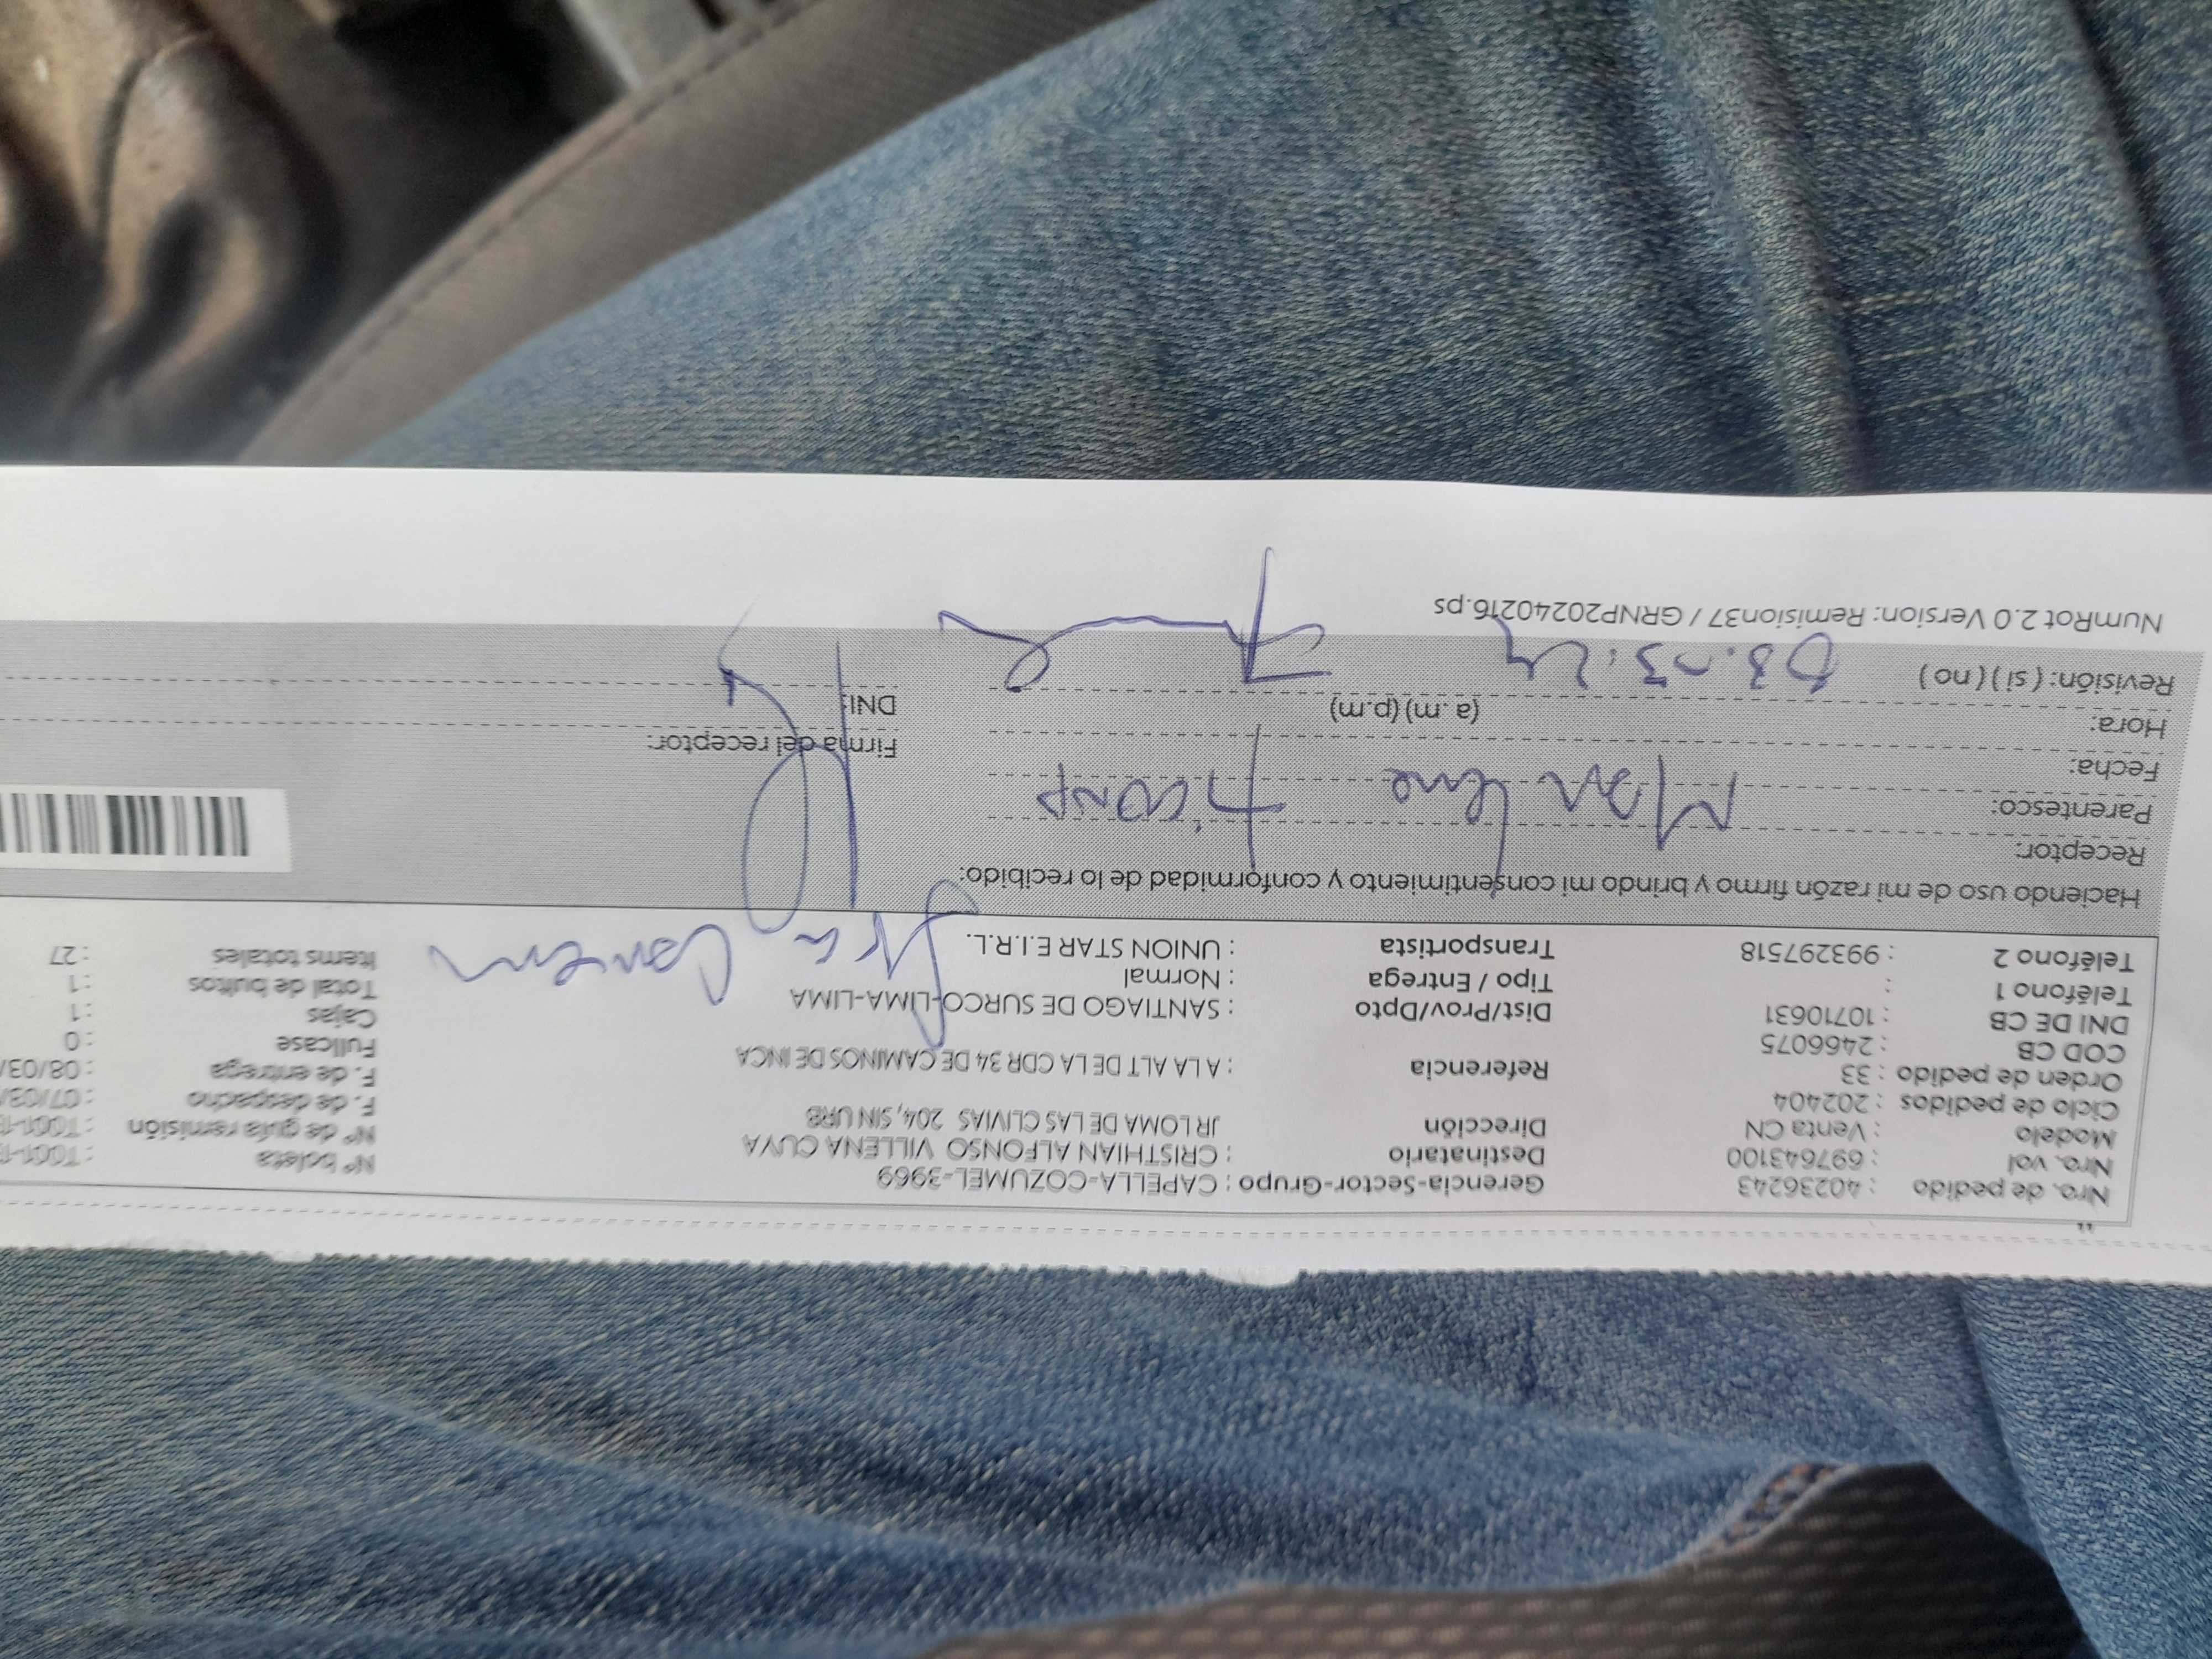 Nro. de pedido : 40236243 Gerencia-Sector-Grupo : CAPELLA-COZUMEL-3969 Nº boleta : T001-1
Nro. vol : 697643100 Destinatario : CRISTHIAN ALFONSO VILLENA CUVA Nº de guía remisión : T001-1
Modelo : Venta CN Dirección JR LOMA DE LAS CLIVIAS 204, SIN URB F. de despacho : 07/03/
Ciclo de pedidos : 202404 F. de entrega : 08/03/
Orden de pedido : 33 Referencia : A LA ALT DE LA CDR 34 DE CAMINOS DE INCA Fullcase : 0
COD CB : 2466075 Cajas : 1
DNI DE CB : 10710631 Dist/Prov/Dpto : SANTIAGO DE SURCO-LIMA-LIMA Total de bultos : 1
Teléfono 1 : Tipo / Entrega : Normal Items totales : 27
Teléfono 2 : 993297518 Transportista : UNION STAR E.I.R.L.
Haciendo uso de mi razón firmo y brindo mi consentimiento y conformidad de lo recibido:
Receptor:
Parentesco:
Fecha: Firma del receptor:
Hora: (a.m) (p.m) DNI:
Revisión: ( si ) ( no )
NumRot 2.0 Version: Remision37 / GRNP20240216.ps